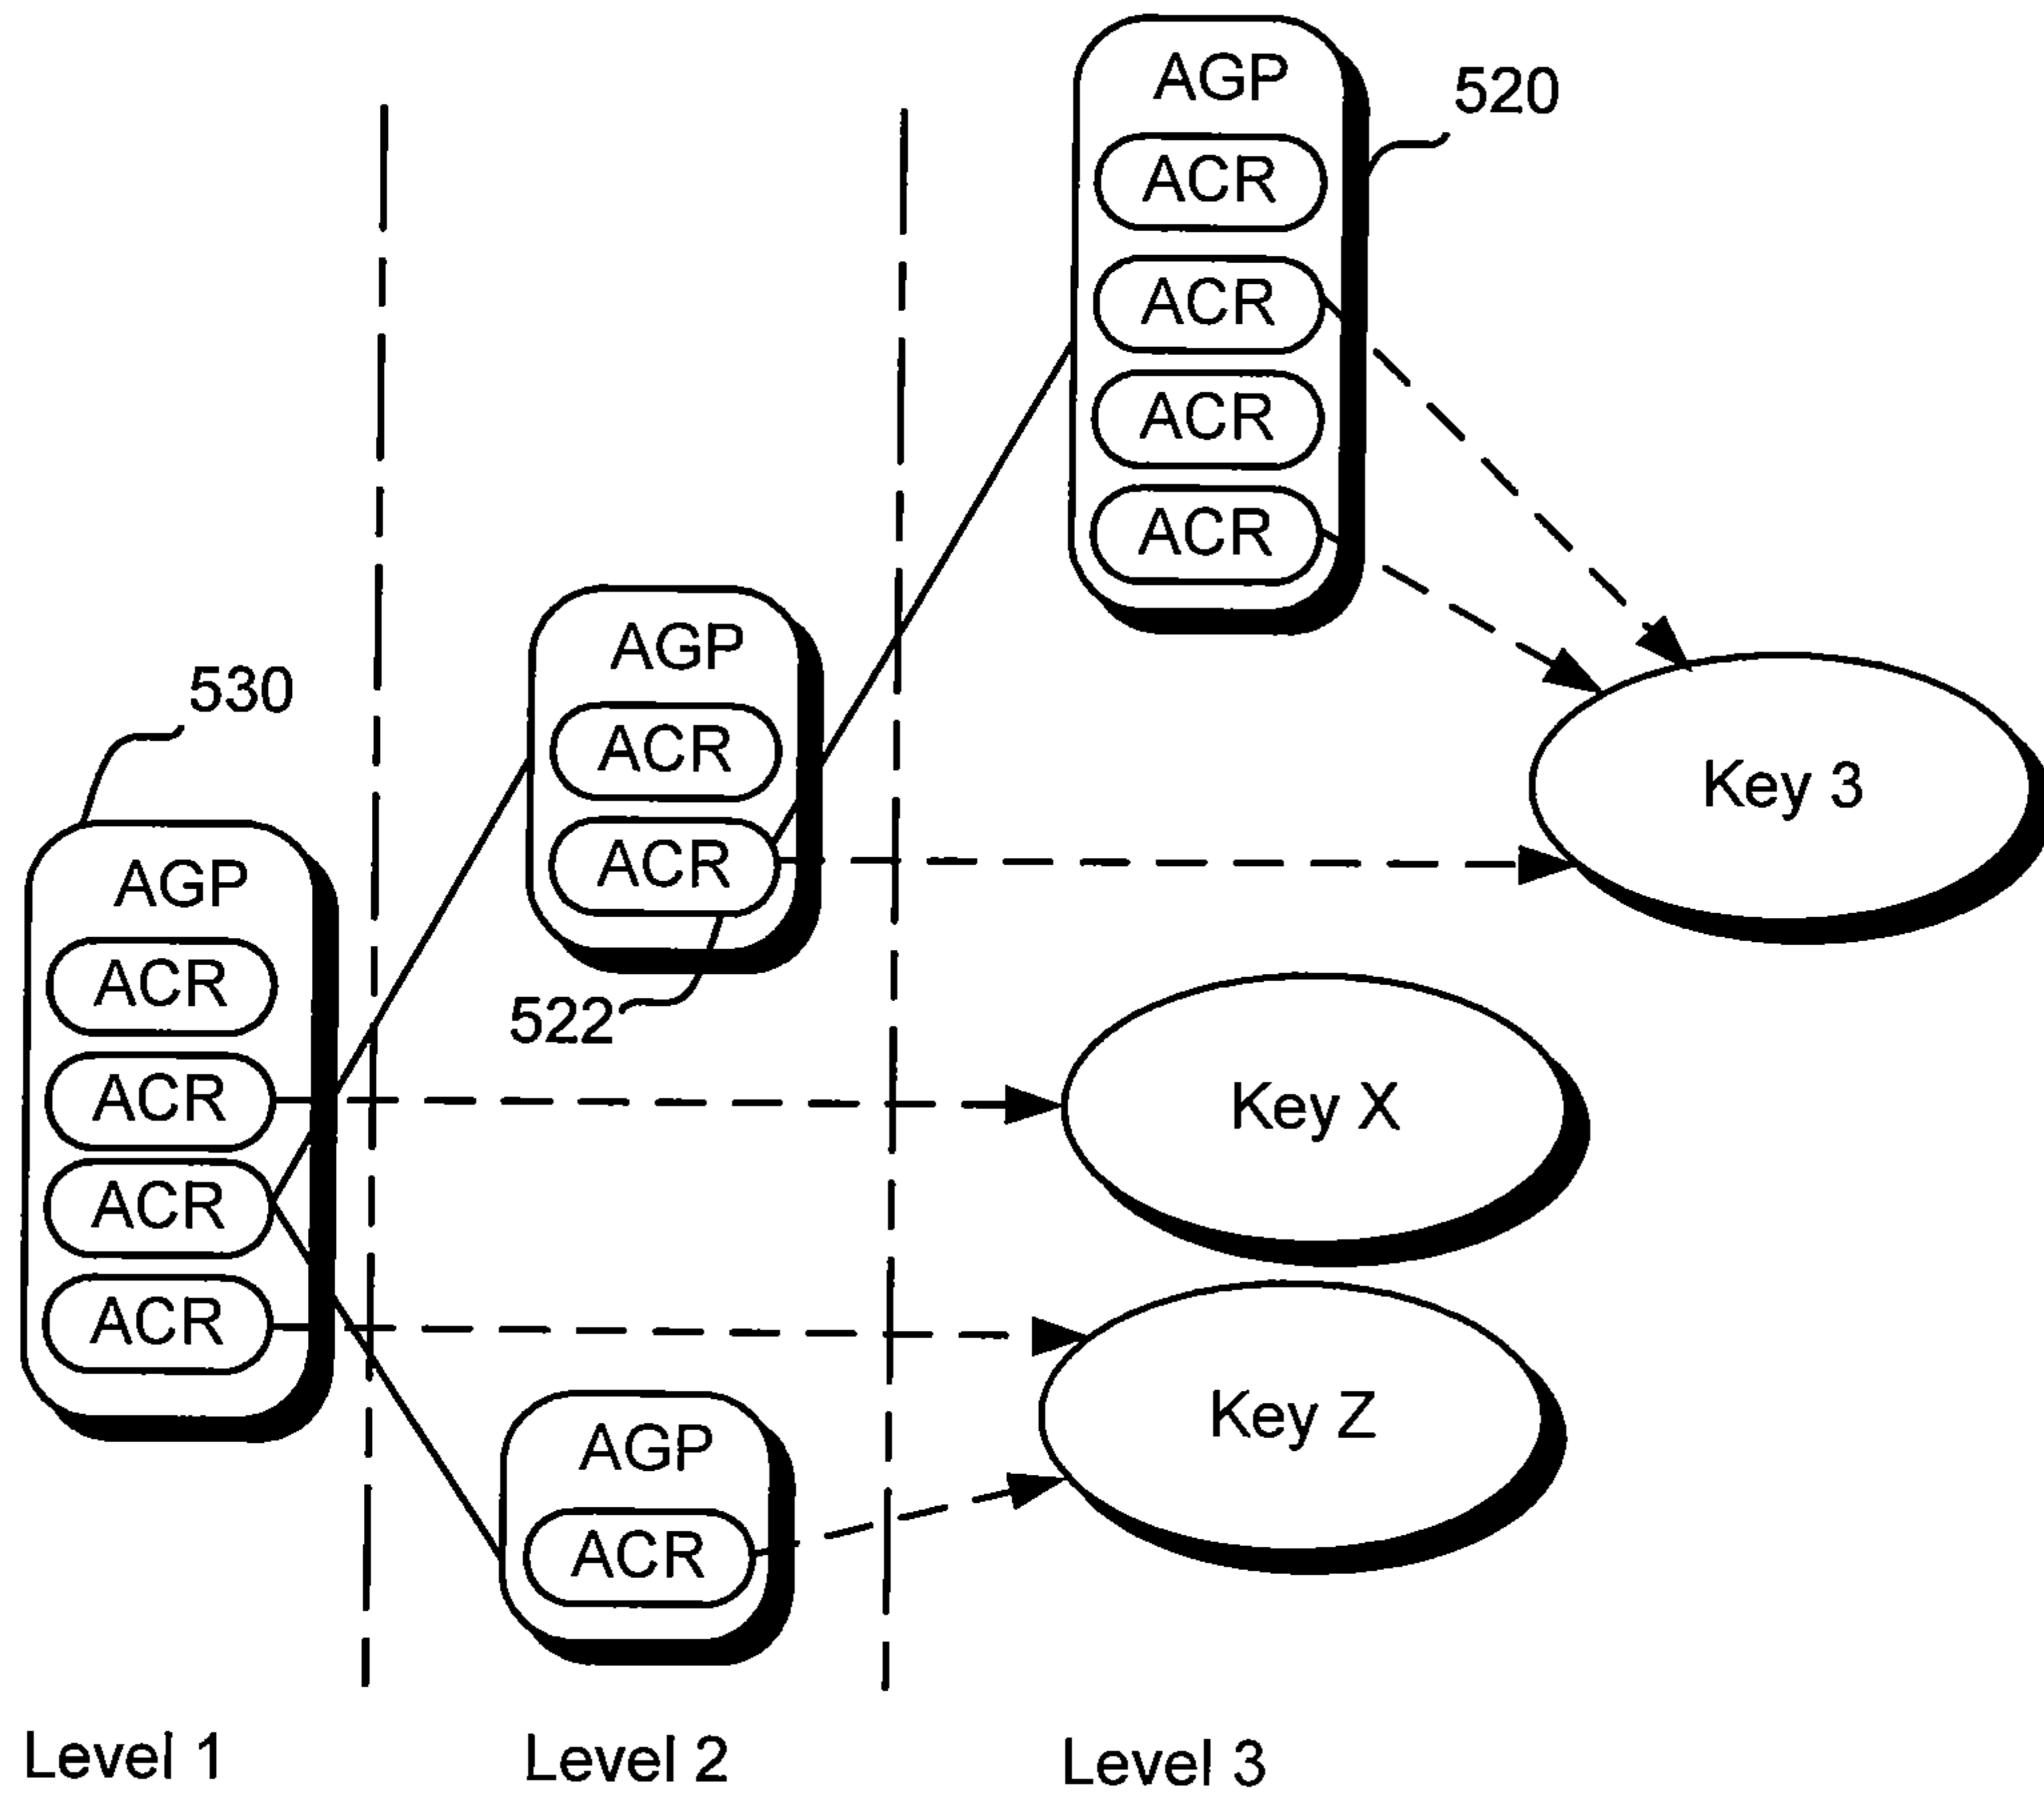 AGP
520
ACR
ACR
ACR
ACR
AGP
ACR
ACR
522
530
AGP
ACR
ACR
ACR
ACR
AGP
ACR
Key 3
Key X
Key Z
Level 1
Level 2
Level 3